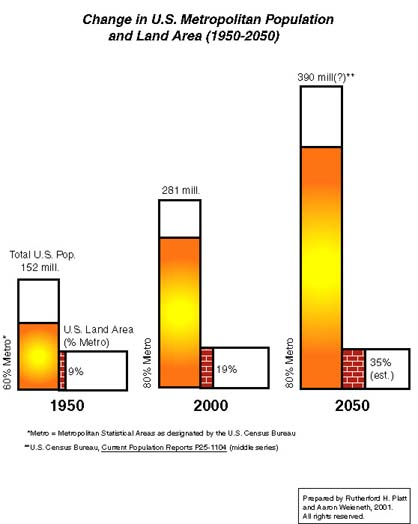 Change in U.S. Metropolitan Population
and Land Area (1950-2050)
390 mill(?)**
281 mill.
Total U.S. Pop.
152 mill.
U.S. Land Area
(% Metro)
60% Metro*
9%
80% Metro
19%
80% Metro
35%
(est.)
1950
2000
2050
*Metro = Metropolitan Statistical Areas as designated by the U.S. Census Bureau
**U.S. Census Bureau, Current Population Reports P25-1104 (middle series)
Prepared by Rutherford H. Platt
and Aaron Weieneth, 2001.
All rights reserved.